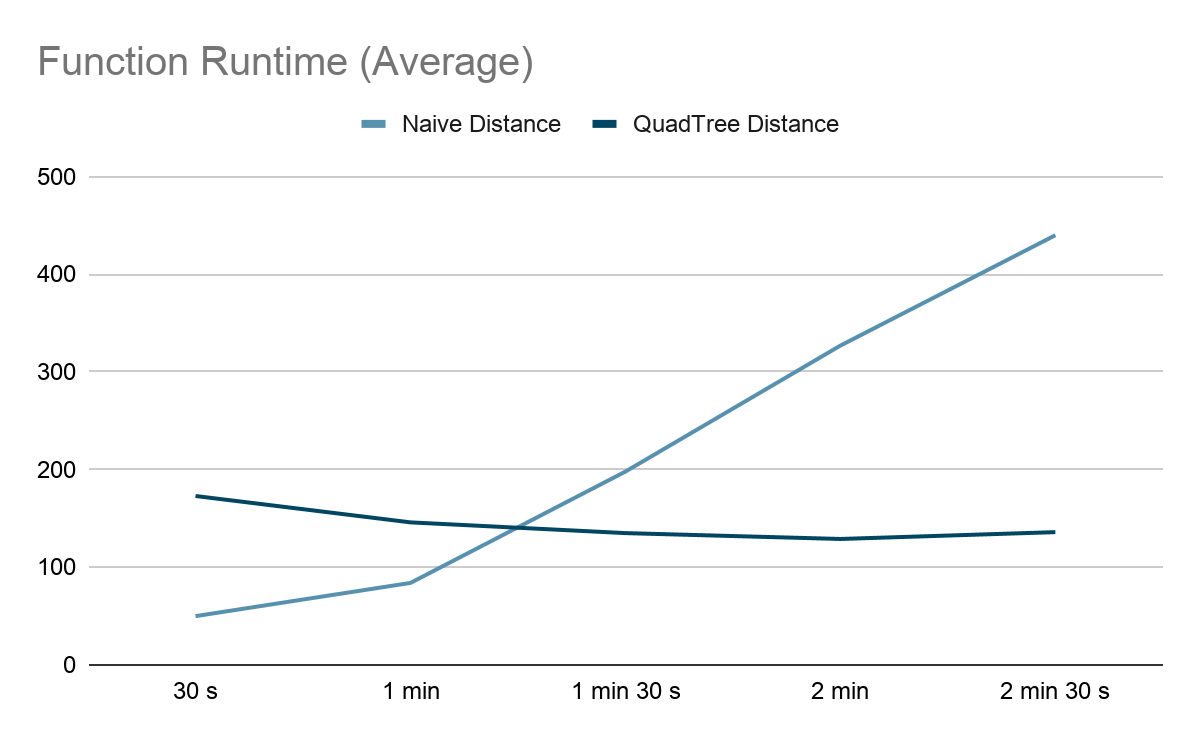 Function Runtime (Average)
Naive Distance QuadTree Distance
500
400
300
200
100
0
30 s 1 min 1 min 30 s 2 min 2 min 30 s